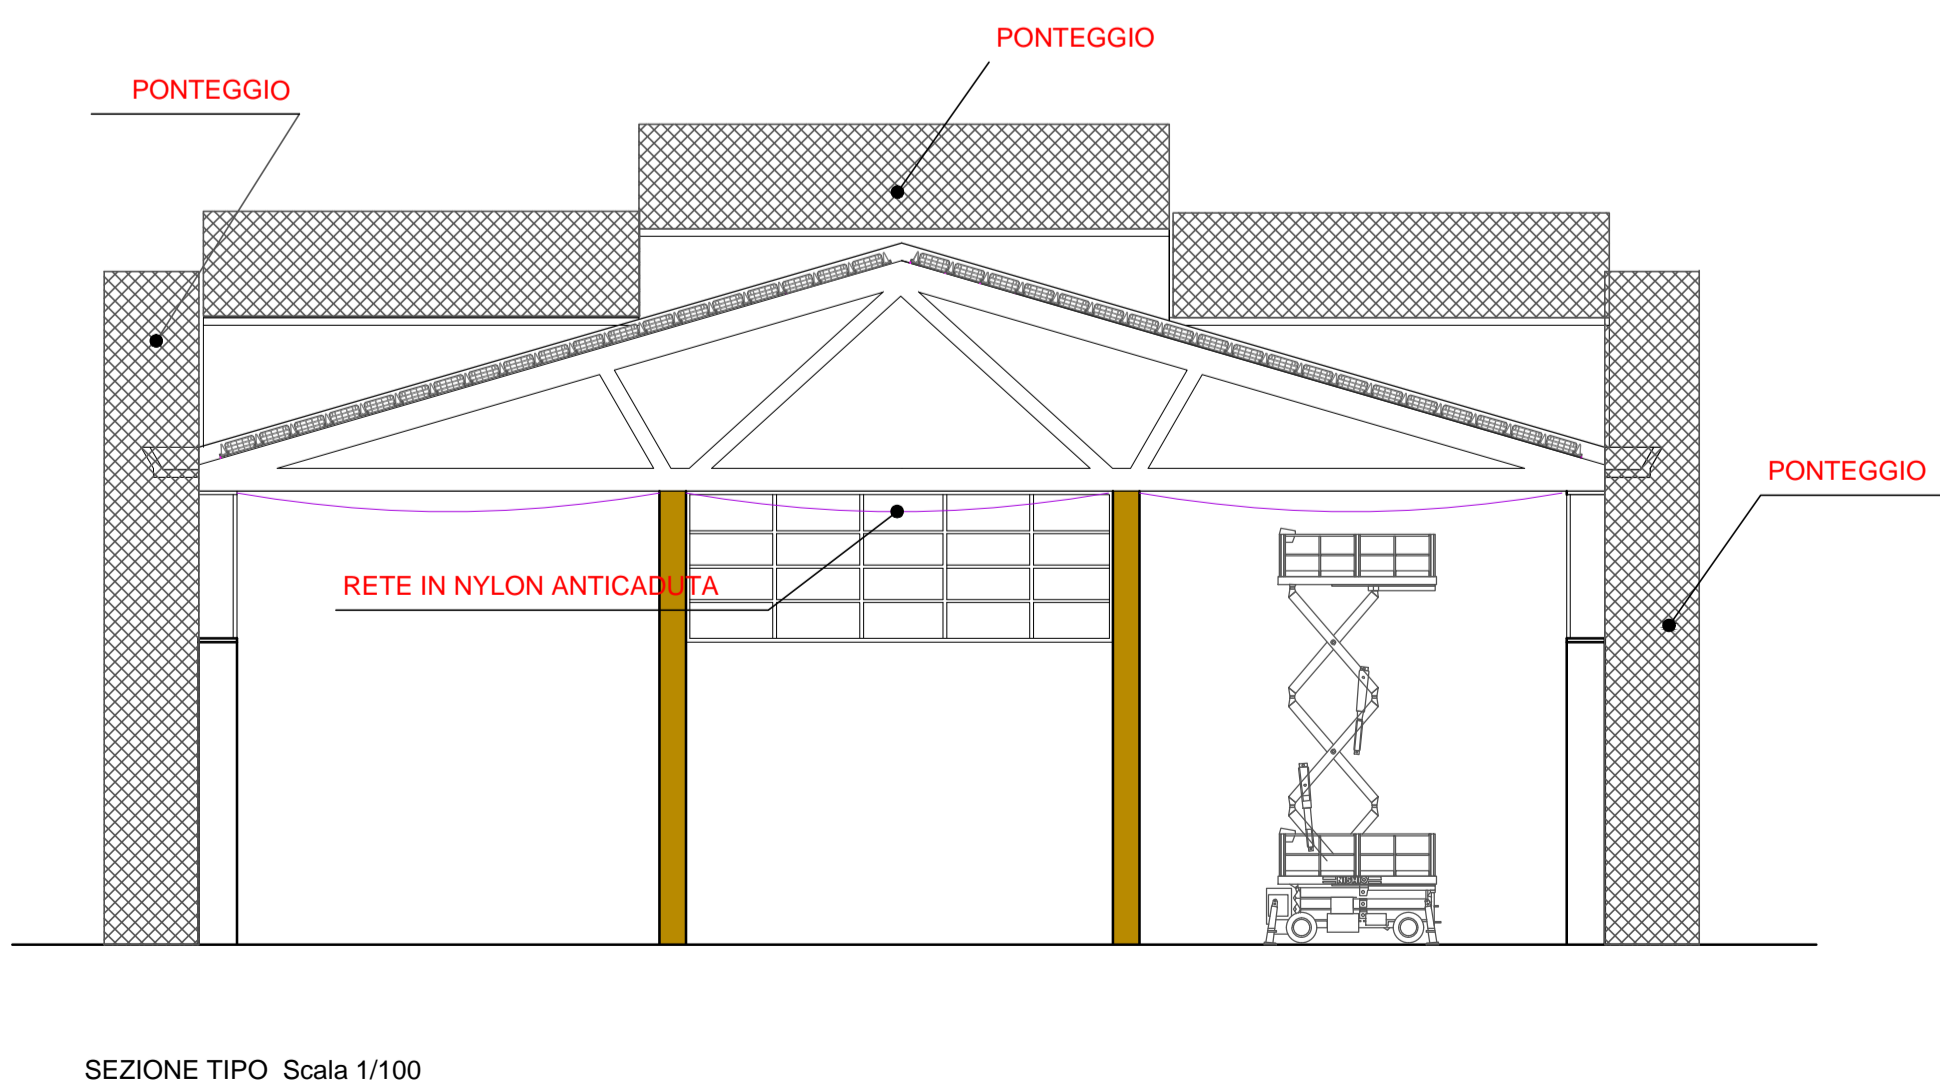 PONTEGGIO
PONTEGGIO
PONTEGGIO
RETE IN NYLON ANTICADUTA
SEZIONE TIPO Scala 1/100